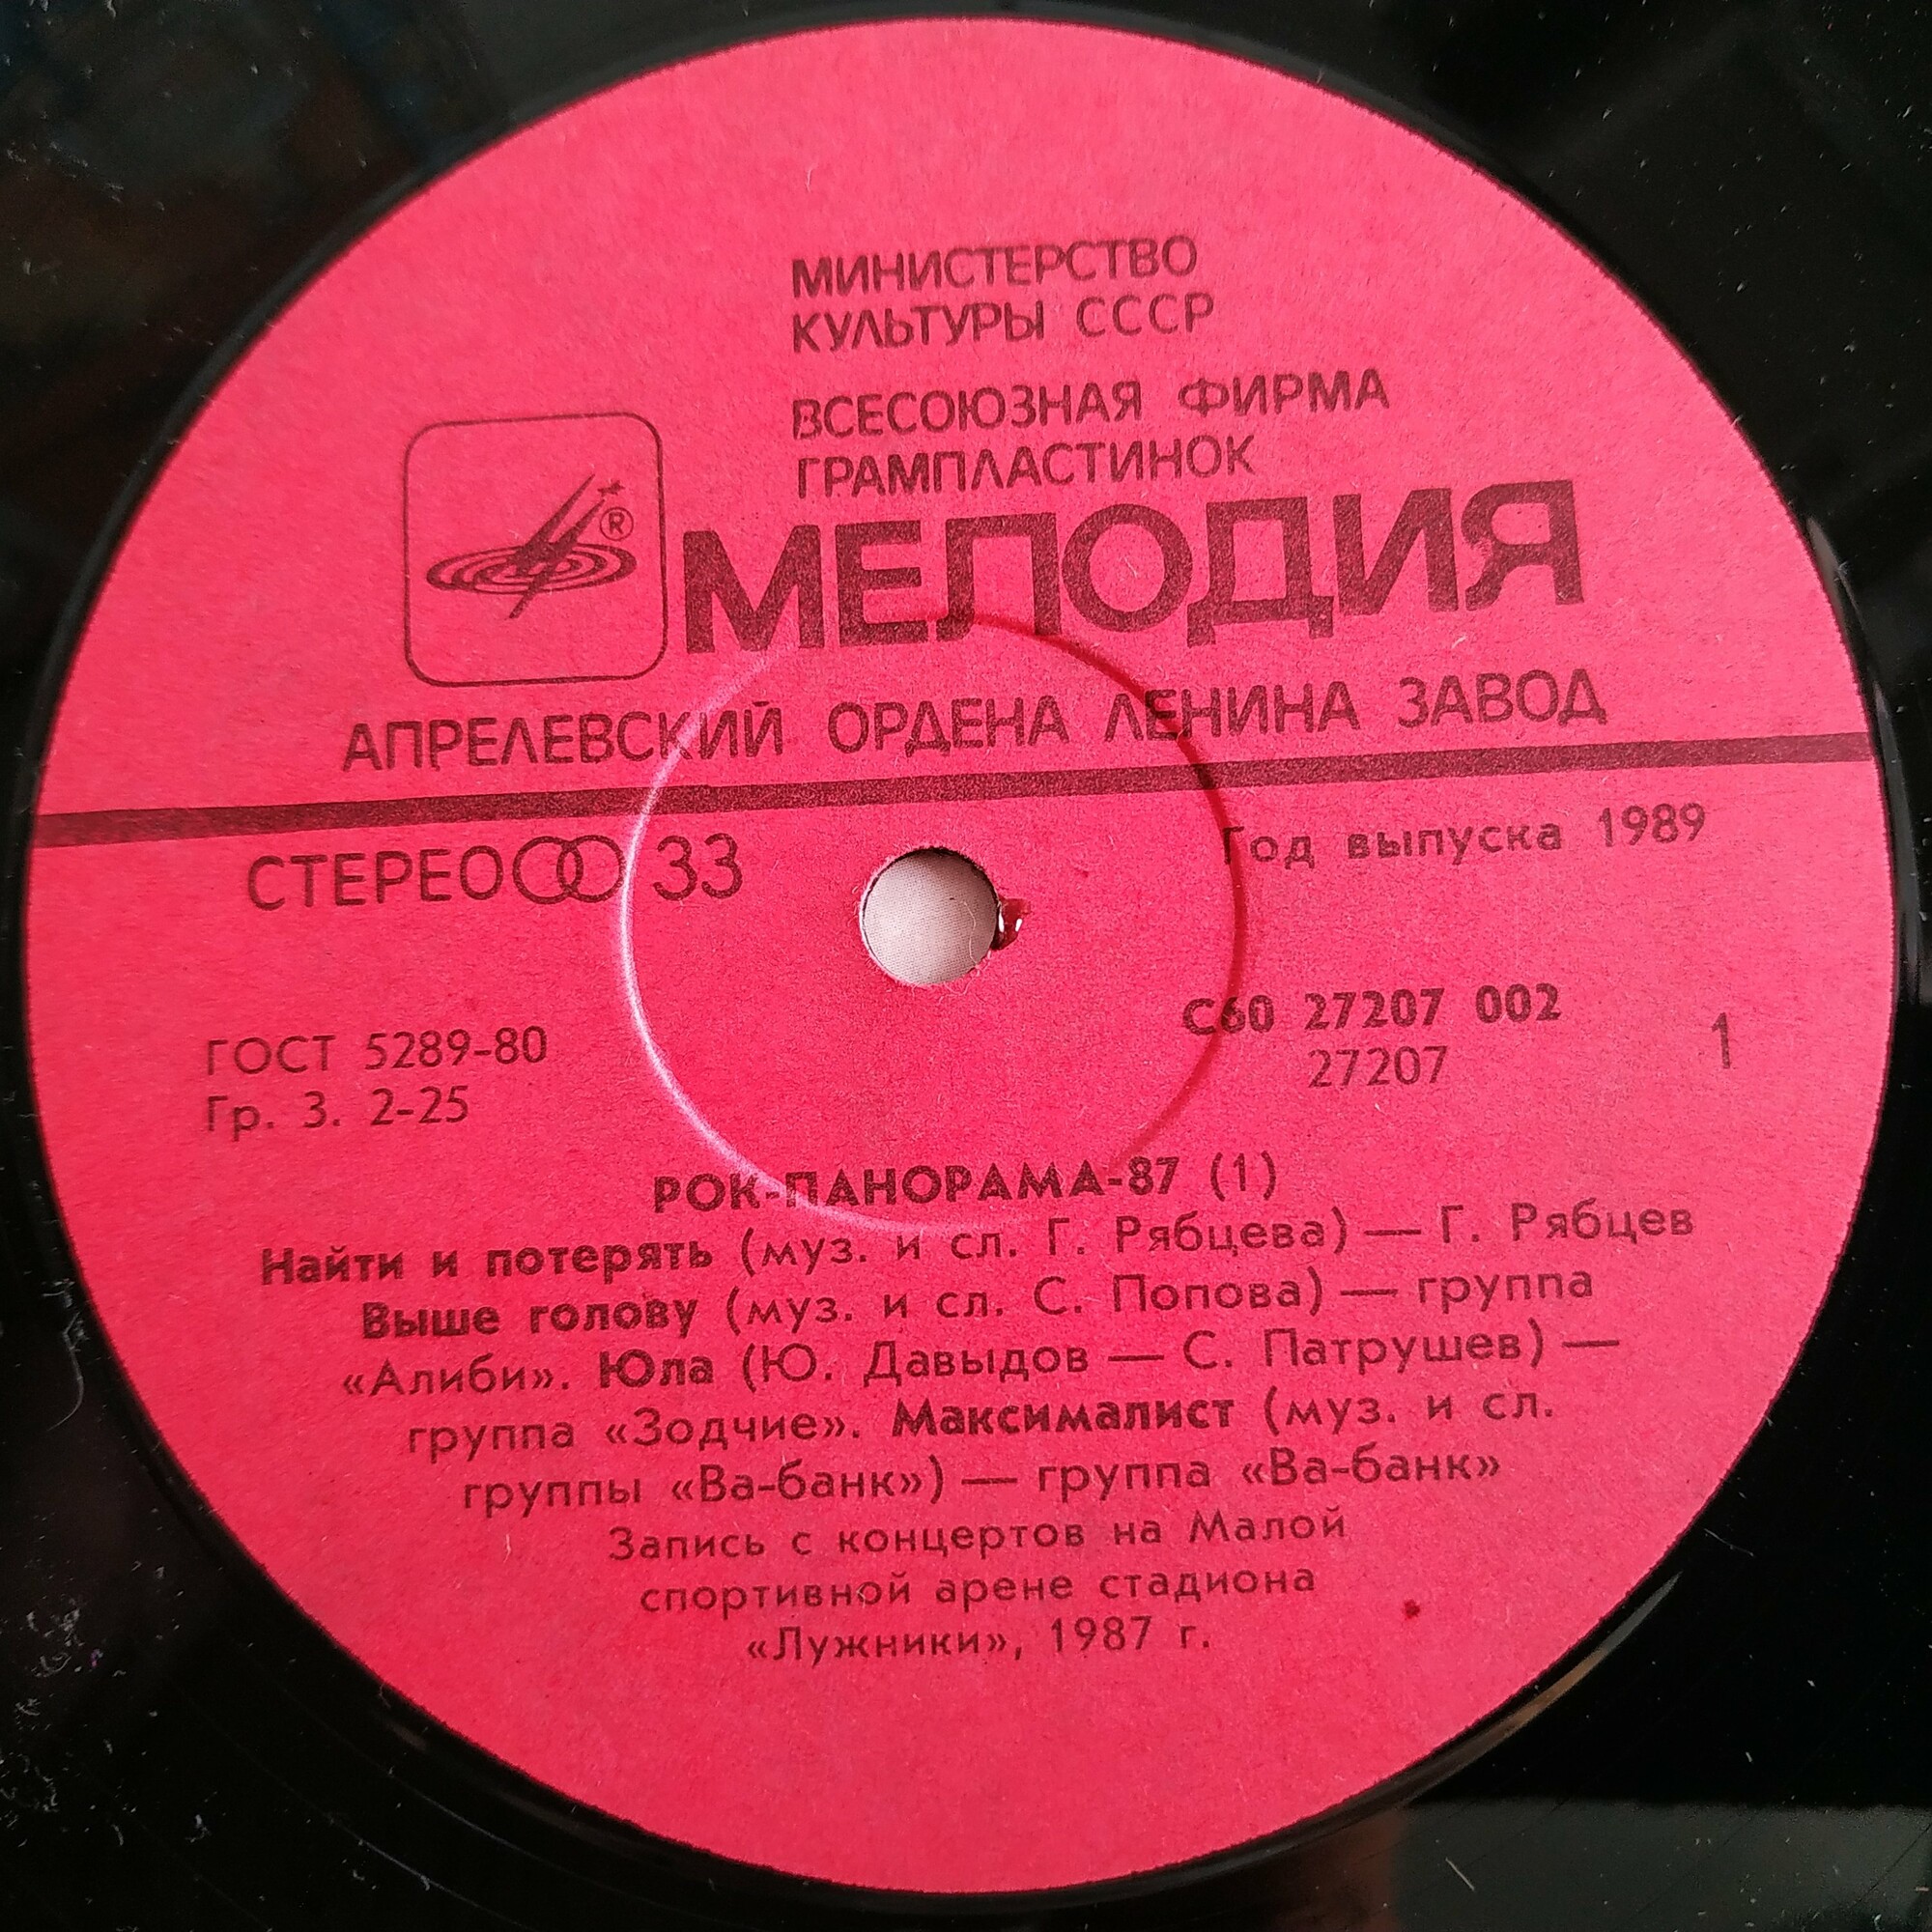 МИНИСТЕРСТВО
КУЛЬТУРЫ СССР
ВСЕСОЮЗНАЯ ФИРМА
ГРАМПЛАСТИНОК
®
МЕЛОДИЯ
АПРЕЛЕВСКИЙ ОРДЕНА ЛЕНИНА ЗАВОД
СТЕРЕО 33
Год выпуска 1989
ГОСТ 5289-80
Гр. 3. 2-25
С60 27207 002
27207
1
РОК-ПАНОРАМА-87 (1)
Найти и потерять (муз. и сл. Г. Рябцева) — Г. Рябцев
Выше голову (муз. и сл. С. Попова) — группа
«Алиби». Юла (Ю. Давыдов — С. Патрушев) —
группа «Зодчие». Максималист (муз. и сл.
группы «Ва-банк») — группа «Ва-банк»
Запись с концертов на Малой
спортивной арене стадиона
«Лужники», 1987 г.